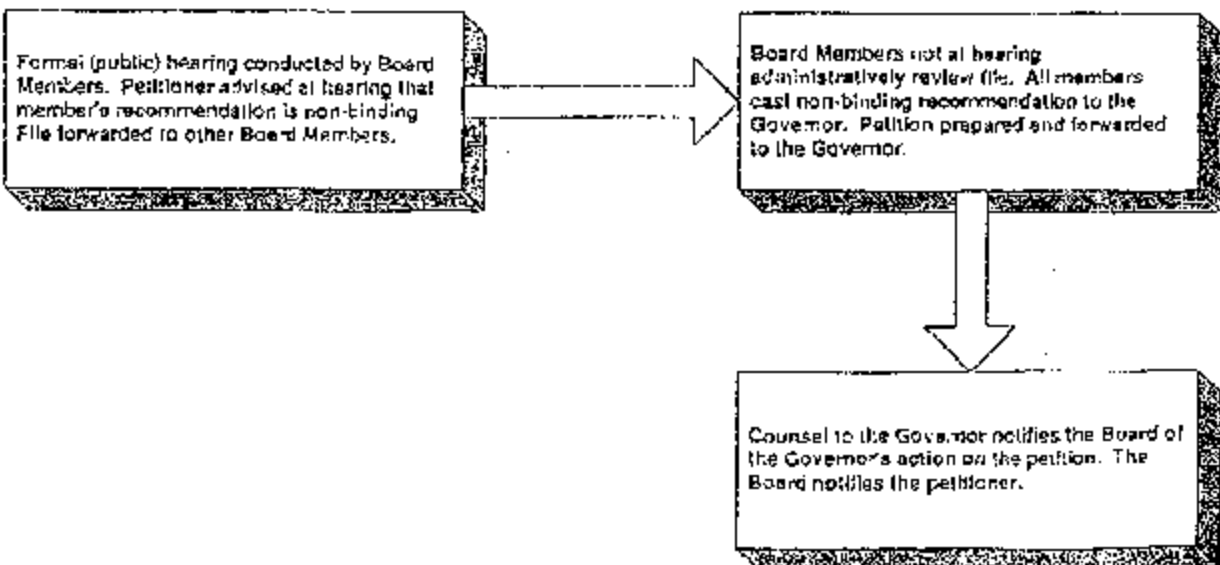 Formal (public) hearing conducted by Board
Members. Petitioner advised at hearing that
member's recommendation is non-binding
File forwarded to other Board Members.
Board Members not at hearing
administratively review file. All members
cast non-binding recommendation to the
Governor. Petition prepared and forwarded
to the Governor.
Counsel to the Governor notifies the Board of
the Governor's action on the petition. The
Board notifies the petitioner.